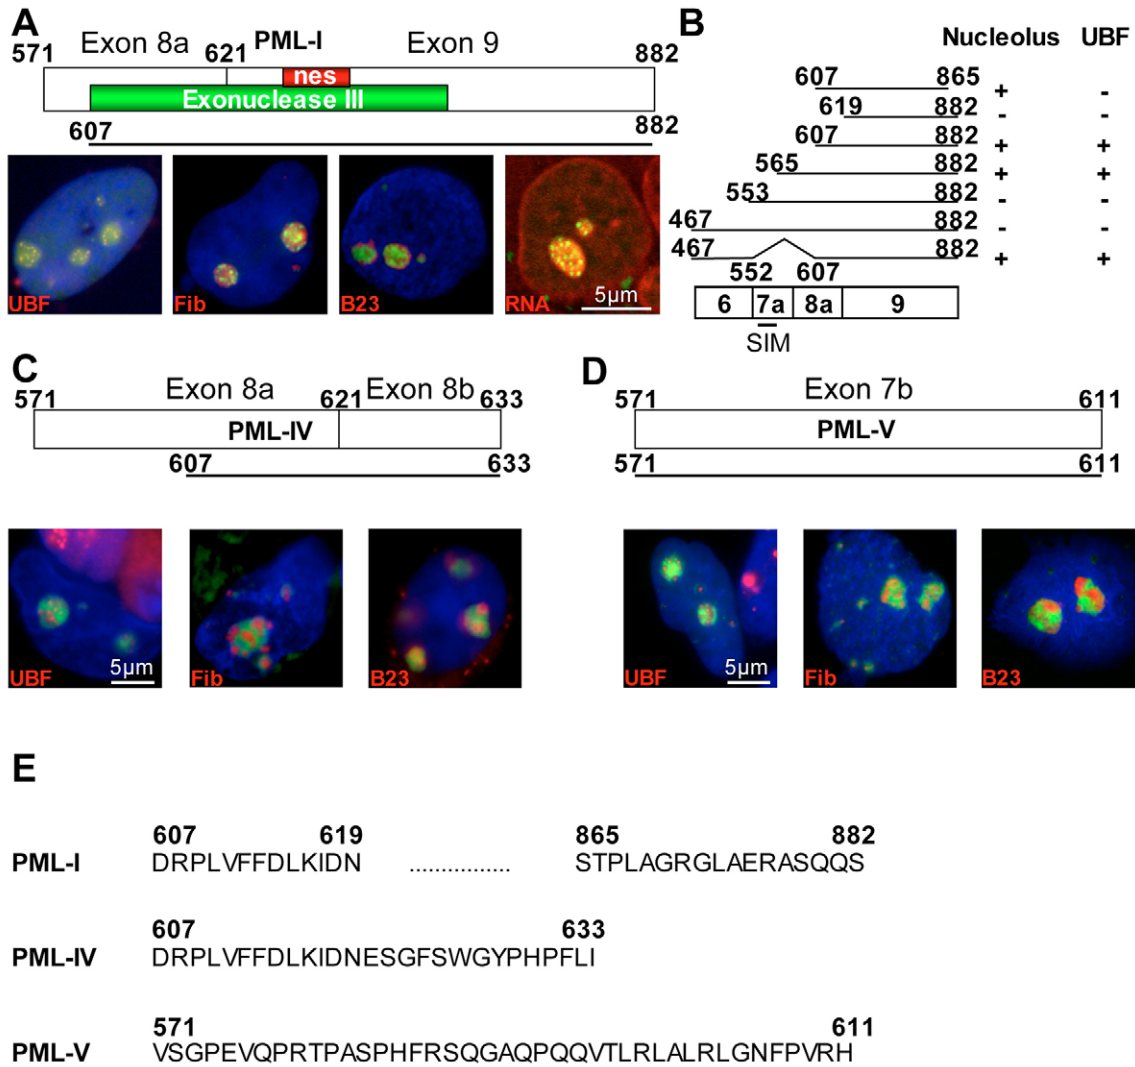 A
571 Exon 8a 621 PML-I Exon 9 882
nes
Exonuclease III
607 882
UBF Fib B23 RNA 5µm
B
Nucleolus UBF
607 865 + -
619 882 - -
607 882 + +
565 882 + +
553 882 - -
467 882 - -
467 882 + +
552 607
6 7a 8a 9
SIM
C
571 Exon 8a 621 Exon 8b 633
PML-IV
607 633
UBF 5µm Fib B23
D
571 Exon 7b 611
PML-V
571 611
UBF 5µm Fib B23
E
607 619 865 882
PML-I DRPLVFFDLKIDN ................ STPLAGRGLAERASQQS
607 633
PML-IV DRPLVFFDLKIDNESGFSWGYPHPFLI
571 611
PML-V VSGPEVQPRTPASPHFRSQGAQPQQVTLRLALRLGNFPVRH